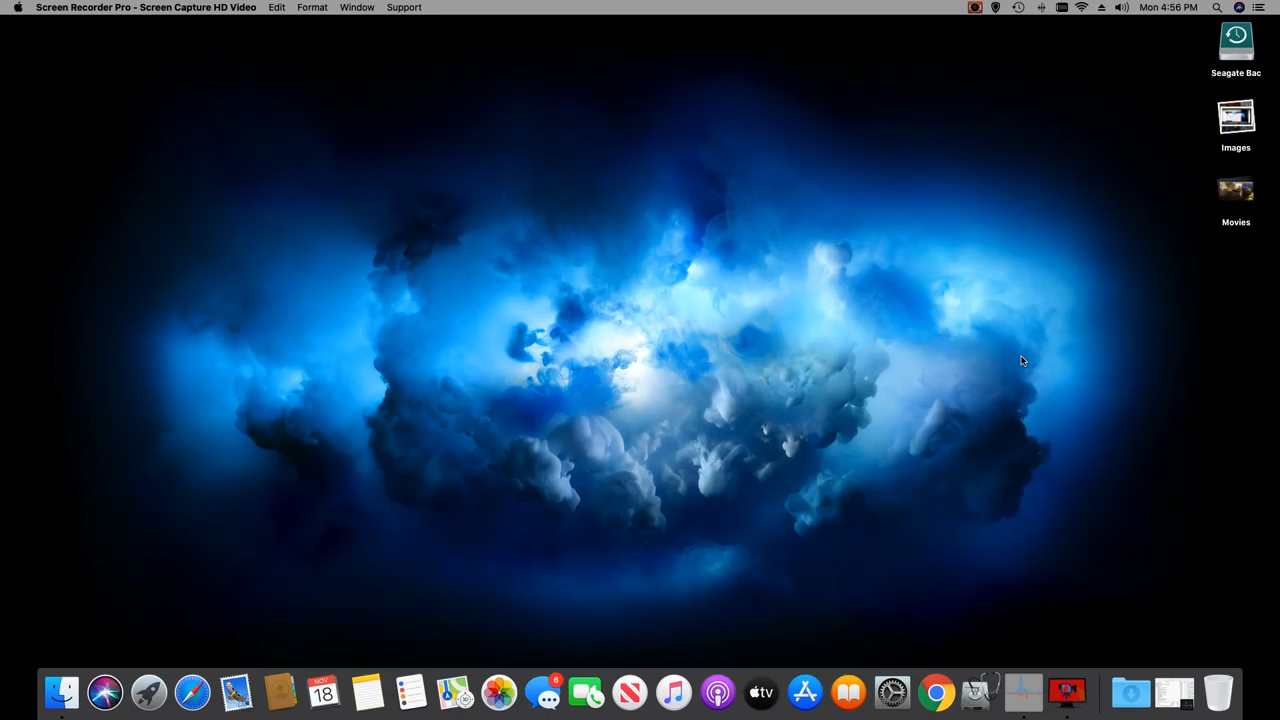 Screen Recorder Pro - Screen Capture HD Video Edit Format Window Support Mon 4:56 PM
Seagate Bac
Images
Movies
NOV
18
6
tv